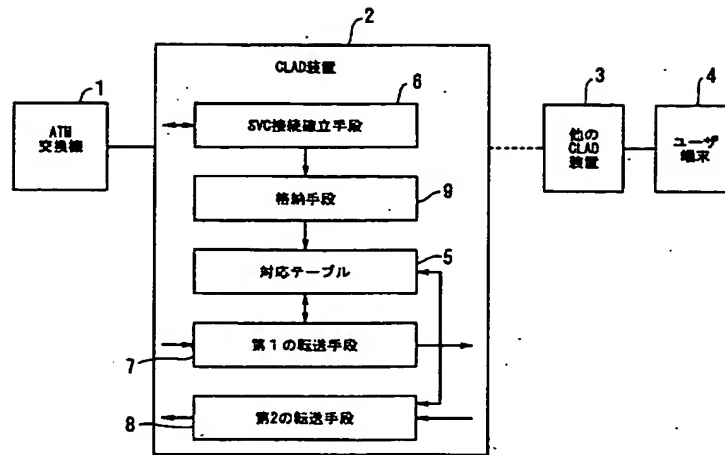 2
CLAD装置
6
SVC接続確立手段
1
ATM
交換機
3
他の
CLAD
装置
4
ユーザ
端末
格納手段
9
対応テーブル
5
第1の転送手段
7
第2の転送手段
8